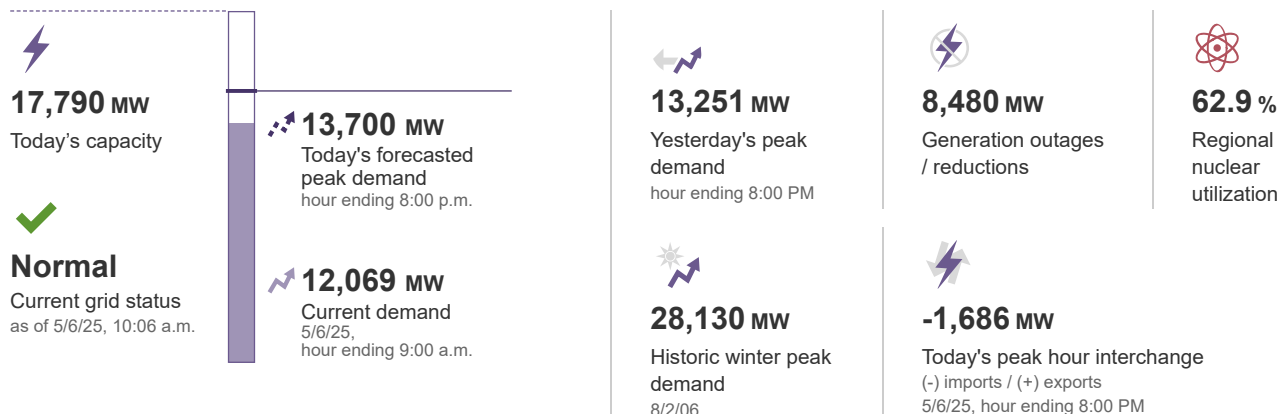 17,790 MW
Today's capacity
Normal
Current grid status
as of 5/6/25, 10:06 a.m.
13,700 MW
Today's forecasted
peak demand
hour ending 8:00 p.m.
12,069 MW
Current demand
5/6/25,
hour ending 9:00 a.m.
13,251 MW
Yesterday's peak
demand
hour ending 8:00 PM
8,480 MW
Generation outages
/ reductions
62.9 %
Regional
nuclear
utilization
28,130 MW
Historic winter peak
demand
8/2/06
-1,686 MW
Today's peak hour interchange
(-) imports / (+) exports
5/6/25, hour ending 8:00 PM